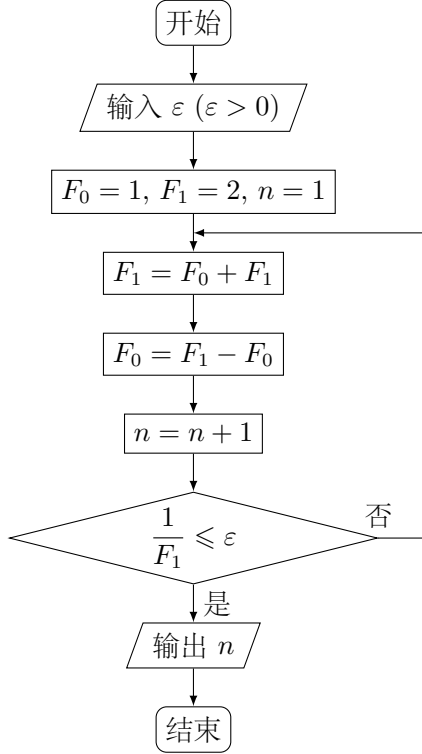 开始
输入 ε (ε > 0)
F₀ = 1, F₁ = 2, n = 1
F₁ = F₀ + F₁
F₀ = F₁ − F₀
n = n + 1
1/F₁ ⩽ ε
否
是
输出 n
结束